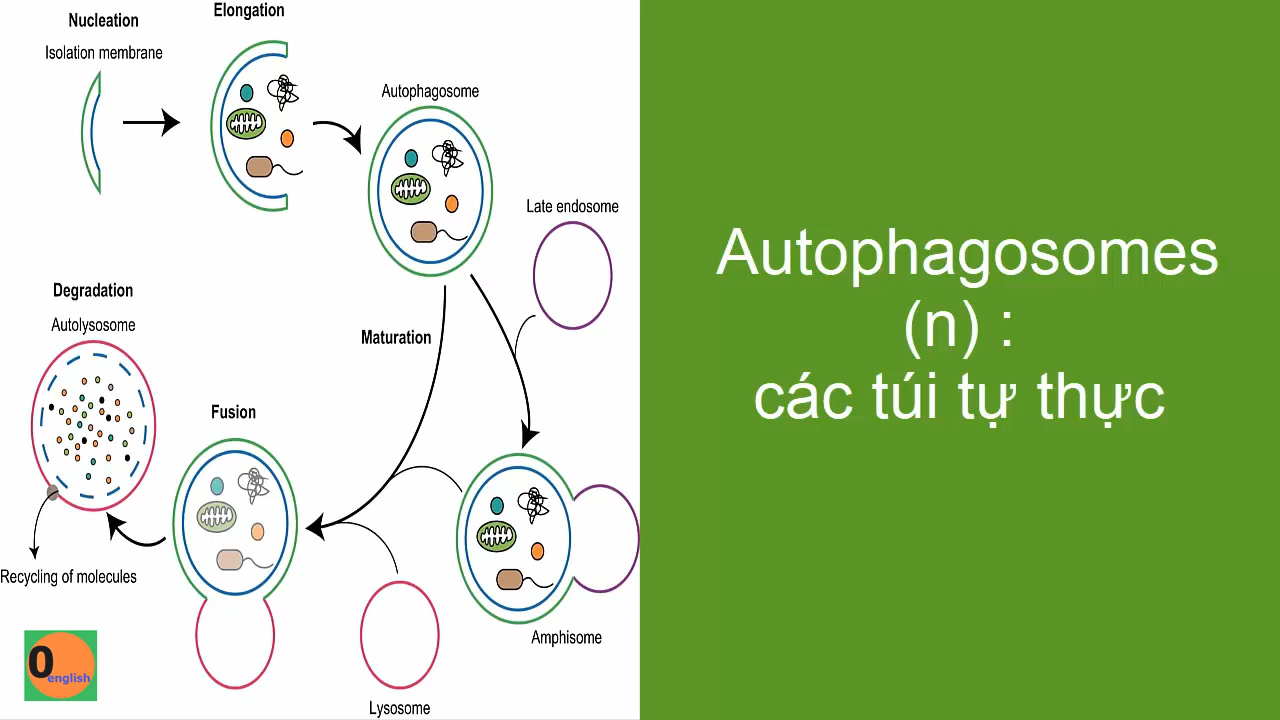 Nucleation
Isolation membrane
Elongation
Autophagosome
Late endosome
Maturation
Degradation
Autolysosome
Fusion
Recycling of molecules
Amphisome
Lysosome
0
english
Autophagosomes
(n) :
các túi tự thực